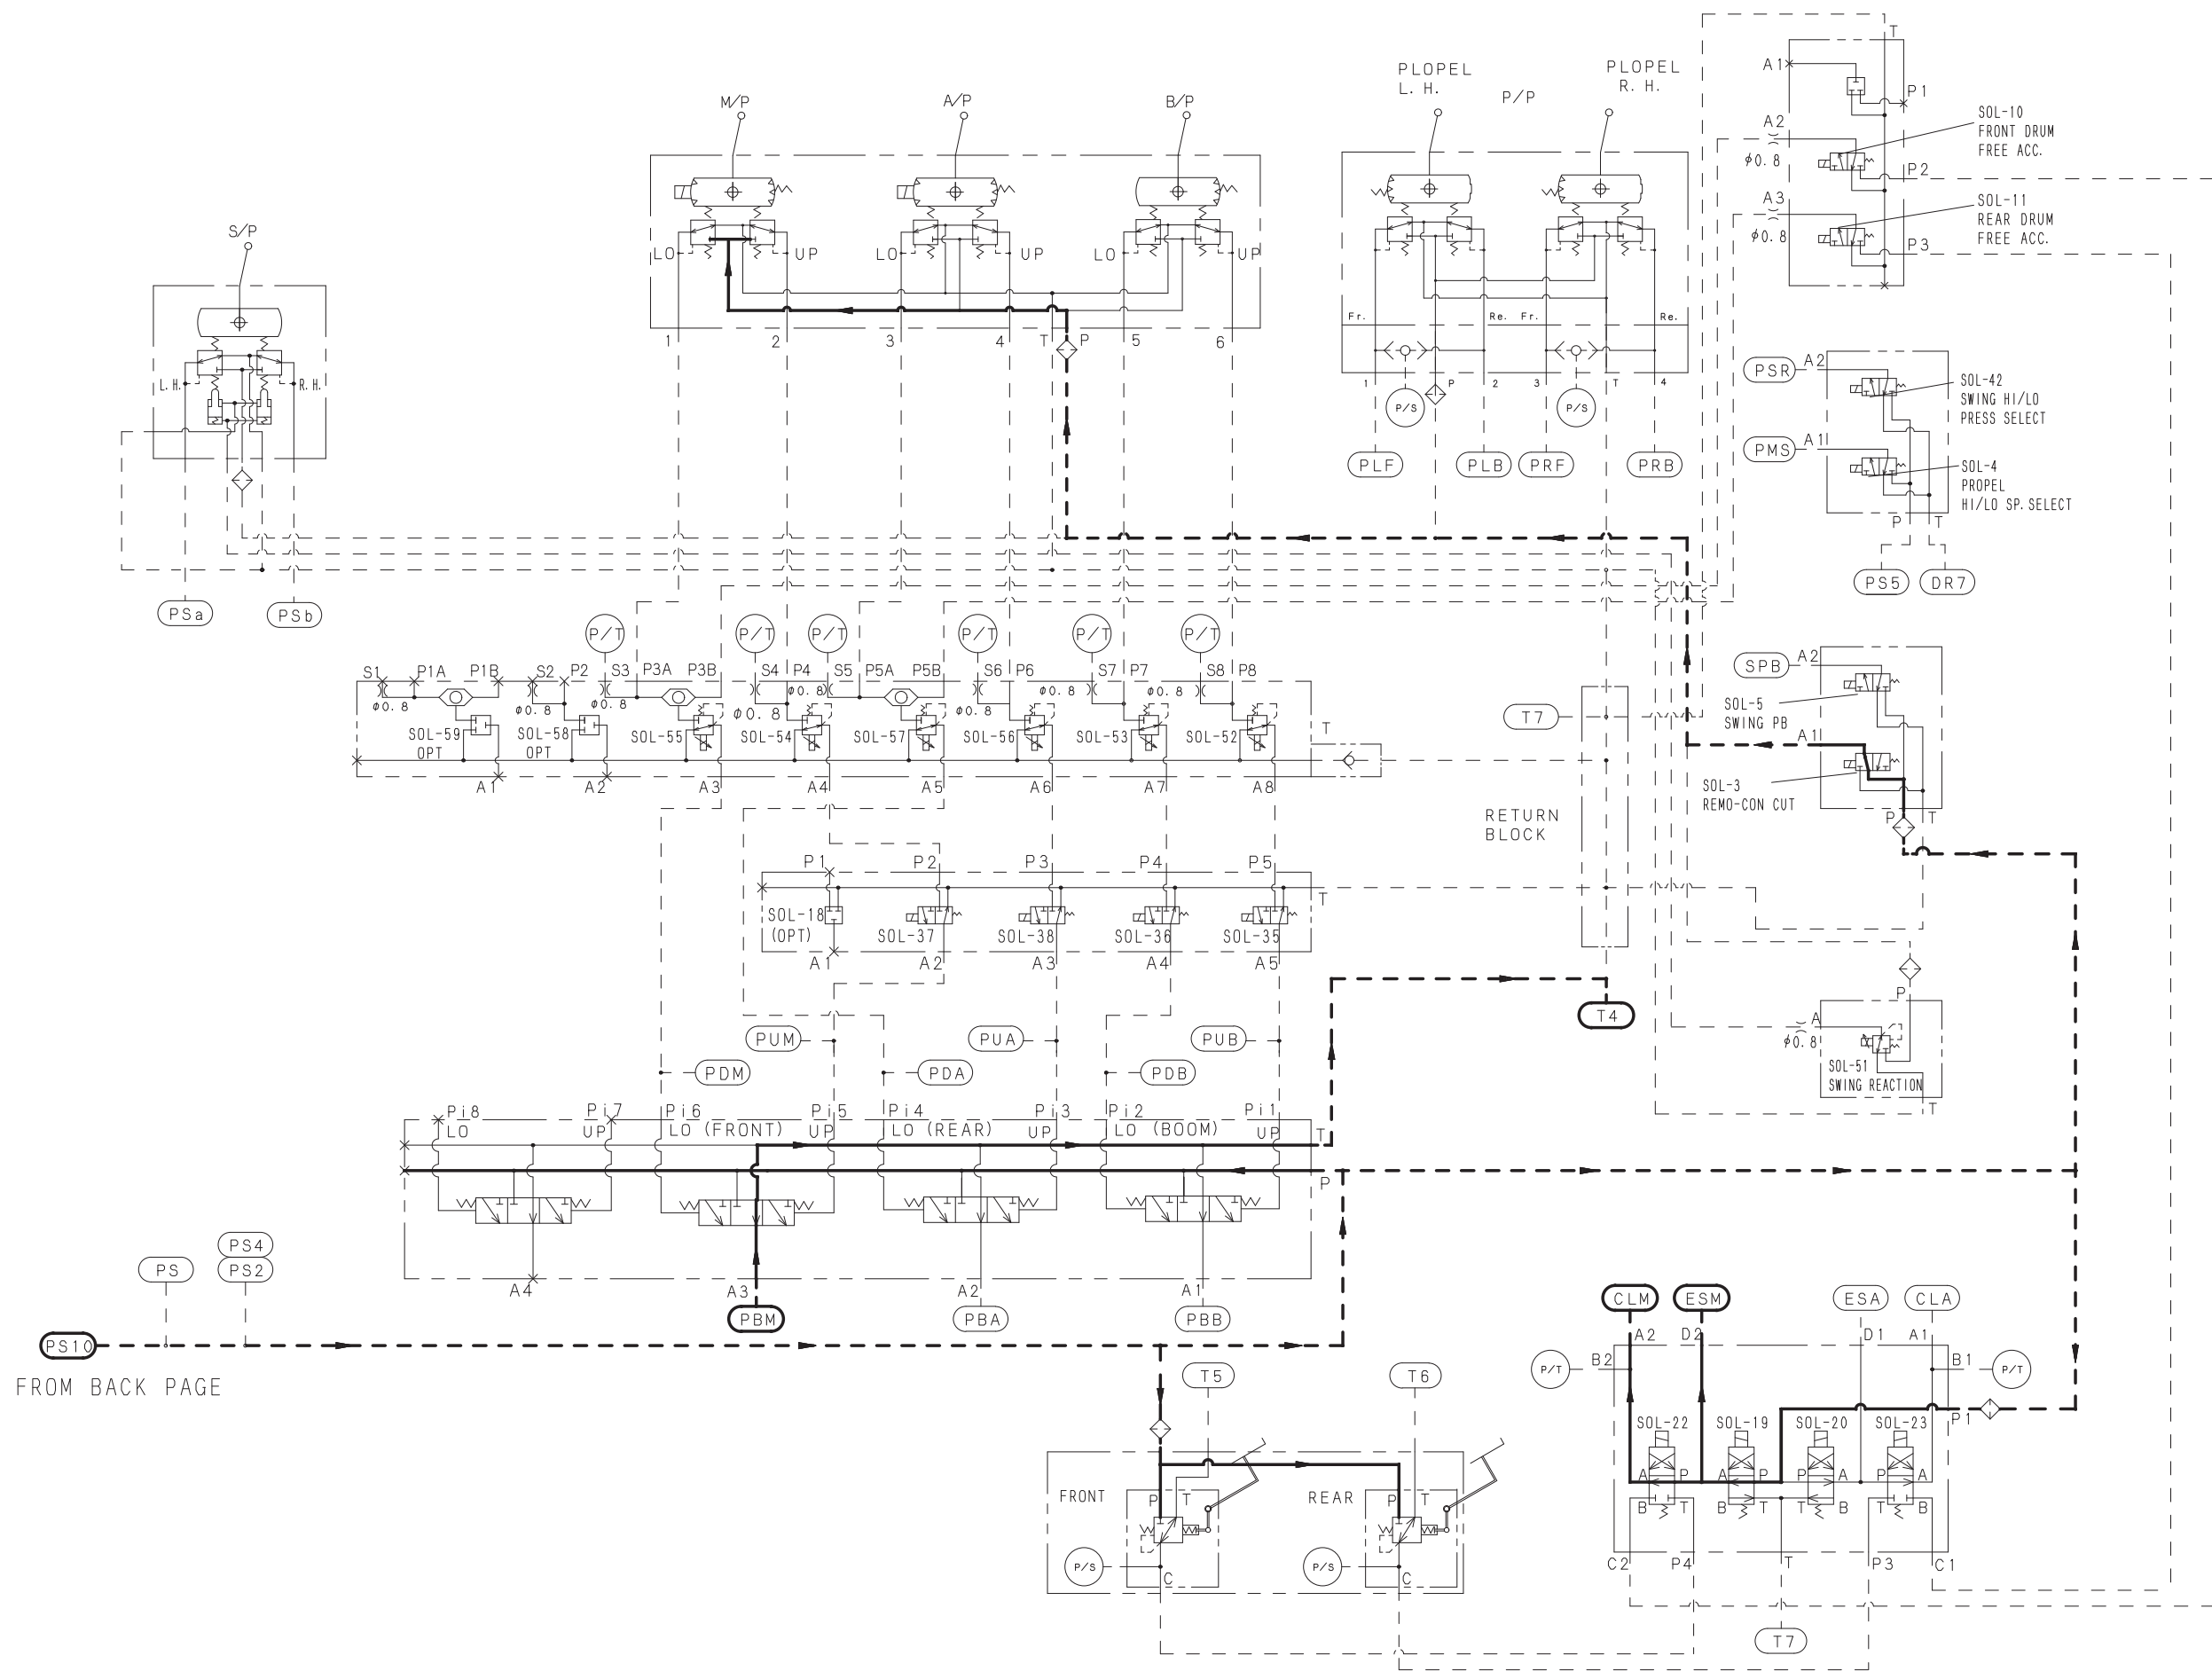 T
PLOPEL
L. H.
P/P
PLOPEL
R. H.
A1
P1
M/P
A/P
B/P
SOL-10
FRONT DRUM
FREE ACC.
A2
φ0. 8
P2
SOL-11
REAR DRUM
FREE ACC.
A3
φ0. 8
P3
S/P
LO
UP
LO
UP
LO
UP
Fr.
Re.
Fr.
Re.
1
2
3
4
T
P
5
6
L. H.
R. H.
1
P
2
3
T
4
P/S
P/S
PLF
PLB
PRF
PRB
PSR
A2
SOL-42
SWING HI/LO
PRESS SELECT
PMS
A1
SOL-4
PROPEL
HI/LO SP. SELECT
P
T
PS5
DR7
PSa
PSb
P/T
P/T
P/T
P/T
P/T
P/T
S1
P1A
P1B
S2
P2
S3
P3A
P3B
S4
P4
S5
P5A
P5B
S6
P6
S7
P7
S8
P8
φ0. 8
φ0. 8
φ0. 8
φ0. 8
φ0. 8
φ0. 8
φ0. 8
φ0. 8
SOL-59
OPT
SOL-58
OPT
SOL-55
SOL-54
SOL-57
SOL-56
SOL-53
SOL-52
T
A1
A2
A3
A4
A5
A6
A7
A8
T7
SPB
A2
SOL-5
SWING PB
A1
SOL-3
REMO-CON CUT
P
T
RETURN
BLOCK
P1
P2
P3
P4
P5
T
SOL-18
(OPT)
SOL-37
SOL-38
SOL-36
SOL-35
A1
A2
A3
A4
A5
T4
P
A
φ0. 8
SOL-51
SWING REACTION
T
PUM
PUA
PUB
PDM
PDA
PDB
Pi8
Pi7
Pi6
Pi5
Pi4
Pi3
Pi2
Pi1
LO
UP
LO (FRONT)
UP
LO (REAR)
UP
LO (BOOM)
UP
T
P
A4
A3
A2
A1
PBM
PBA
PBB
PS
PS4
PS2
PS10
FROM BACK PAGE
CLM
ESM
ESA
CLA
A2
D2
D1
A1
P/T
B2
B1
P/T
P1
SOL-22
SOL-19
SOL-20
SOL-23
A
P
A
P
P
A
P
A
B
T
B
T
T
B
T
B
C2
P4
T
P3
C1
T7
T5
T6
FRONT
P
T
REAR
P
T
P/S
C
P/S
C